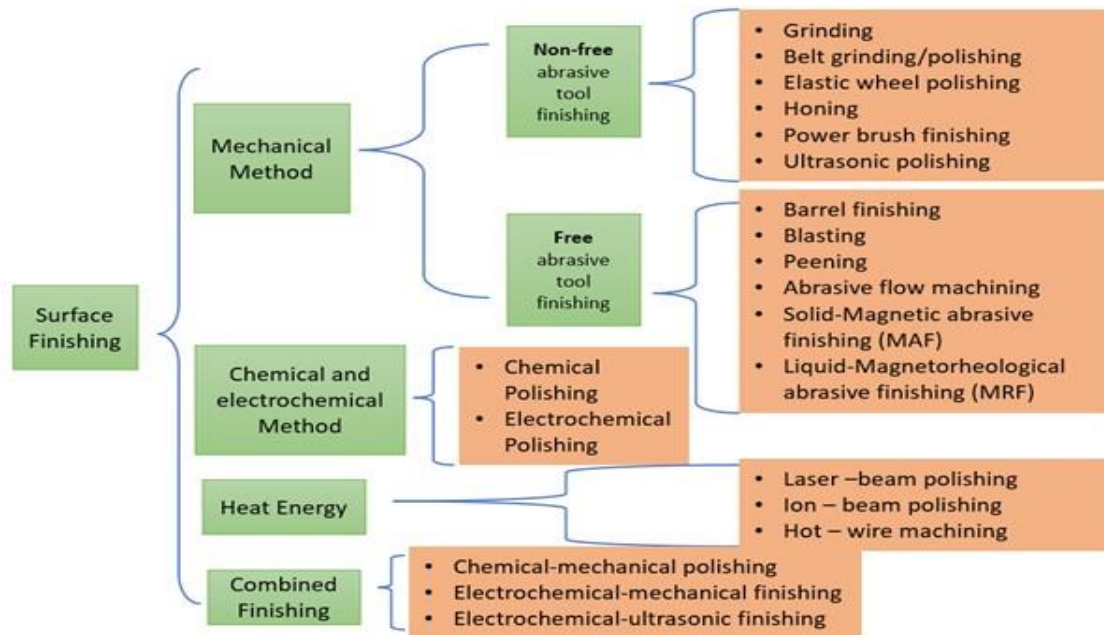 Surface
Finishing
Mechanical
Method
Non-free
abrasive
tool
finishing
• Grinding
• Belt grinding/polishing
• Elastic wheel polishing
• Honing
• Power brush finishing
• Ultrasonic polishing
Free
abrasive
tool
finishing
• Barrel finishing
• Blasting
• Peening
• Abrasive flow machining
• Solid-Magnetic abrasive
finishing (MAF)
• Liquid-Magnetorheological
abrasive finishing (MRF)
Chemical and
electrochemical
Method
• Chemical
Polishing
• Electrochemical
Polishing
Heat Energy
• Laser –beam polishing
• Ion – beam polishing
• Hot – wire machining
Combined
Finishing
• Chemical-mechanical polishing
• Electrochemical-mechanical finishing
• Electrochemical-ultrasonic finishing